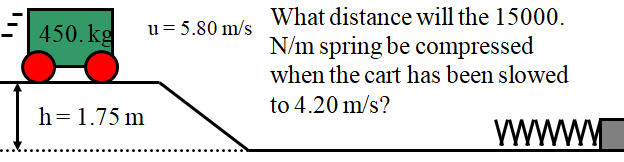 450. kg
u = 5.80 m/s
What distance will the 15000.
N/m spring be compressed
when the cart has been slowed
to 4.20 m/s?
h = 1.75 m